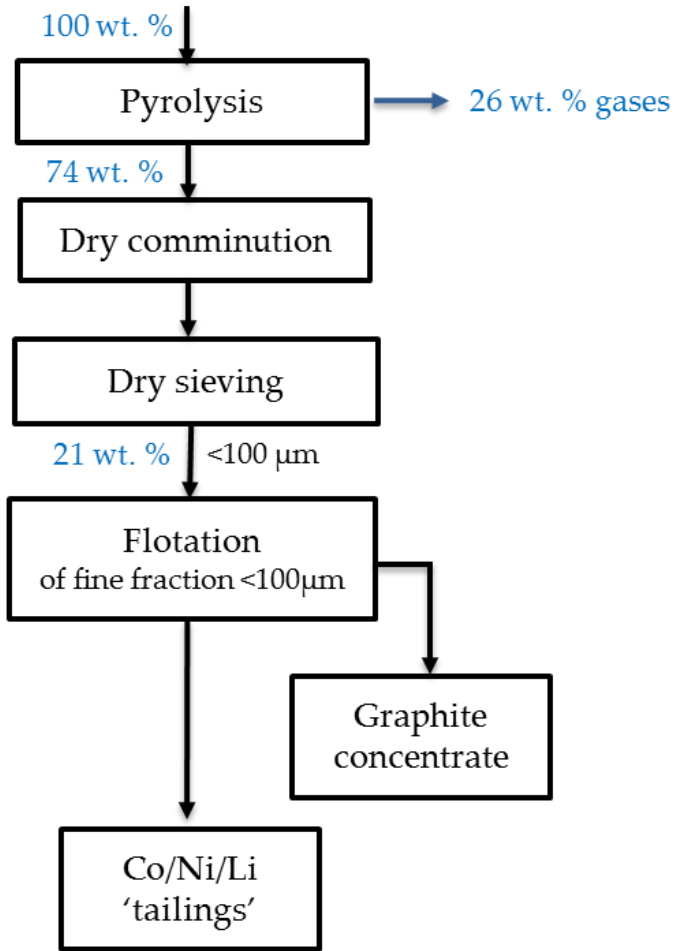 100 wt. %
Pyrolysis
26 wt. % gases
74 wt. %
Dry comminution
Dry sieving
21 wt. %
<100 μm
Flotation
of fine fraction <100μm
Graphite
concentrate
Co/Ni/Li
‘tailings’